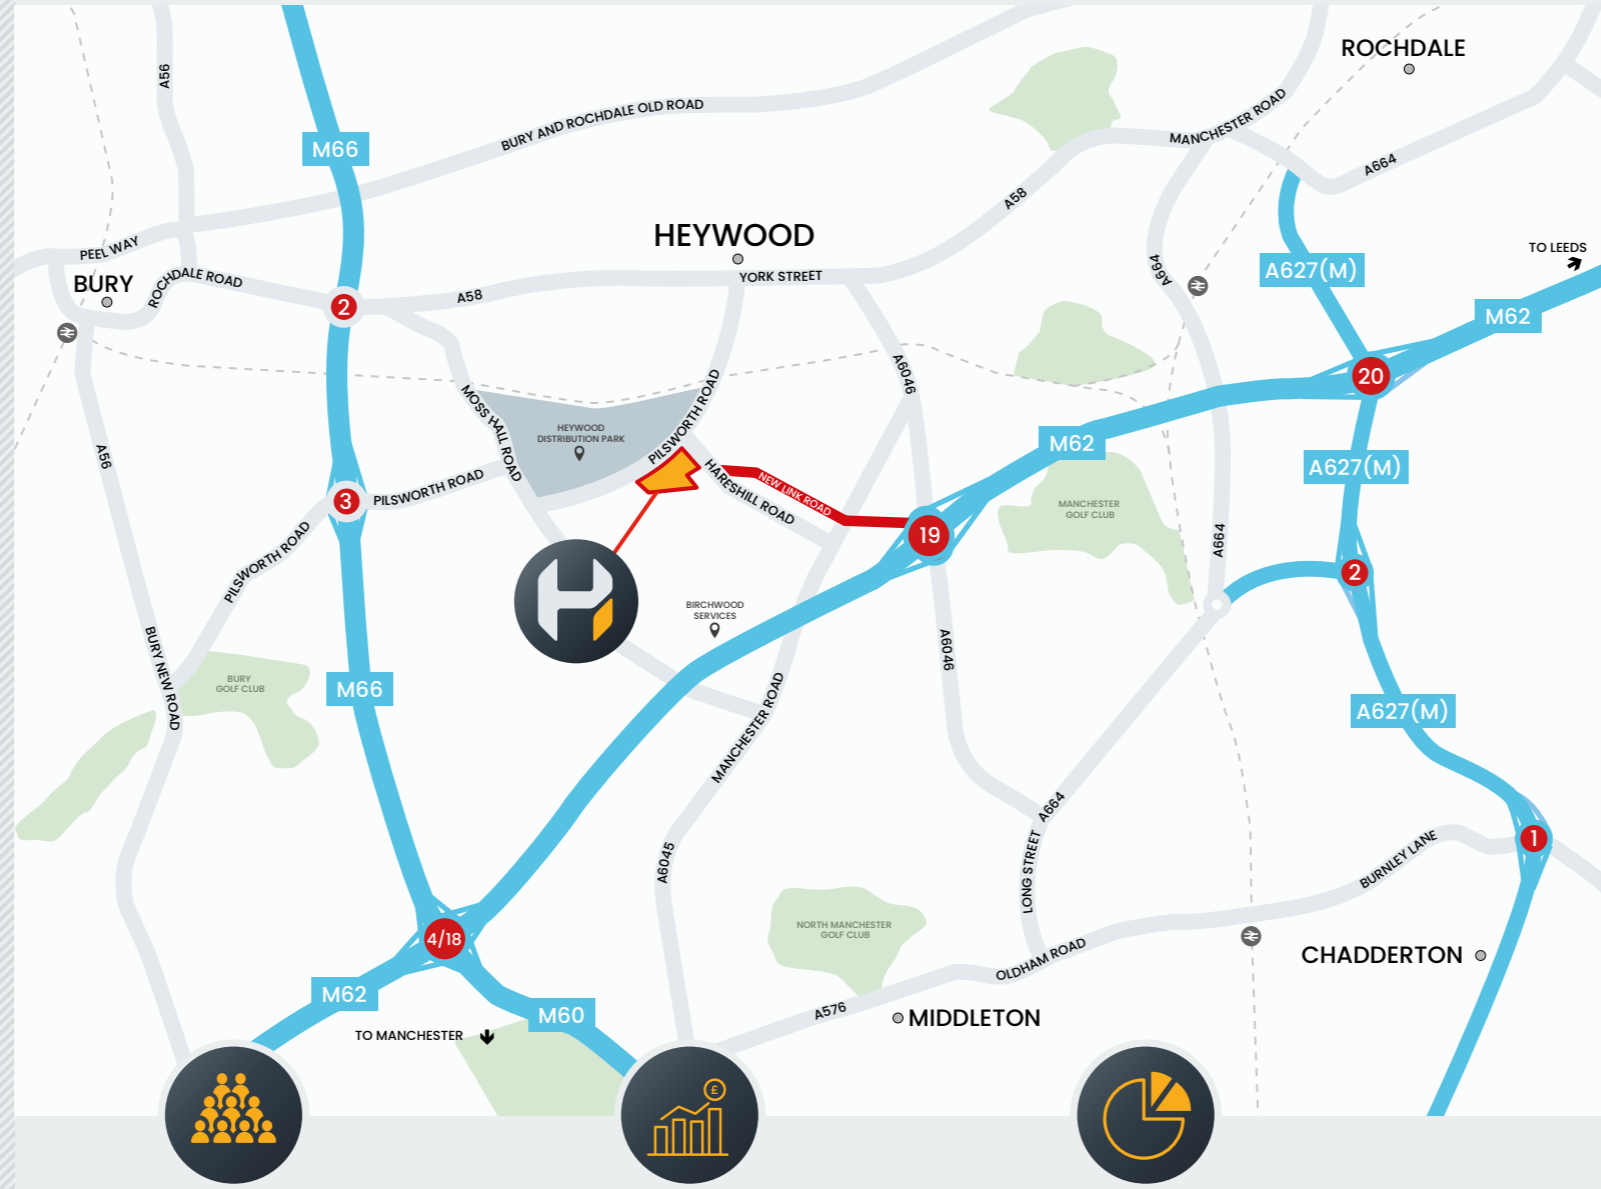 ROCHDALE
A56
BURY AND ROCHDALE OLD ROAD
MANCHESTER ROAD
M66
A664
A58
HEYWOOD
PEEL WAY
TO LEEDS
A664
A627(M)
BURY
ROCHDALE ROAD
YORK STREET
A58
2
M62
A6046
20
MOSS HALL ROAD
PILSWORTH ROAD
HEYWOOD
DISTRIBUTION PARK
M62
A56
A627(M)
PILSWORTH ROAD
3
HARESHILL ROAD
NEW LINK ROAD
MANCHESTER
GOLF CLUB
19
A664
PILSWORTH ROAD
2
BIRCHWOOD
SERVICES
BURY NEW ROAD
A6046
BURY
GOLF CLUB
M66
A627(M)
MANCHESTER ROAD
A664
1
A6045
LONG STREET
BURNLEY LANE
NORTH MANCHESTER
GOLF CLUB
4/18
OLDHAM ROAD
CHADDERTON
M62
A576
M60
MIDDLETON
TO MANCHESTER
£